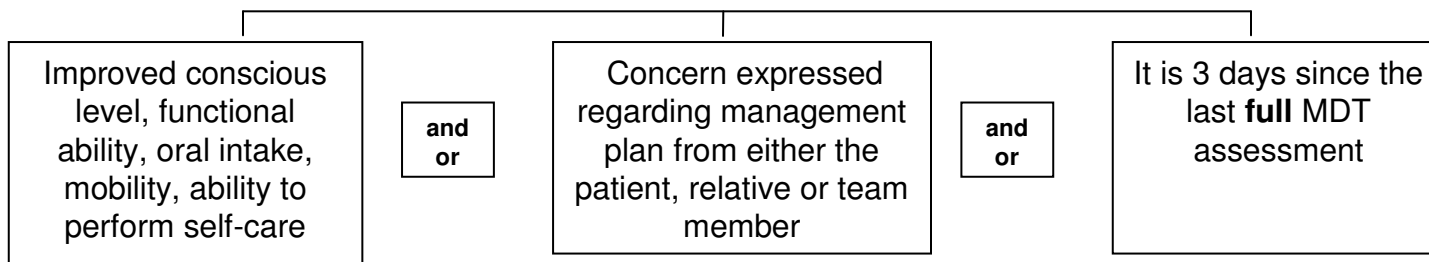 Improved conscious
level, functional
ability, oral intake,
mobility, ability to
perform self-care
and
or
Concern expressed
regarding management
plan from either the
patient, relative or team
member
and
or
It is 3 days since the
last full MDT
assessment